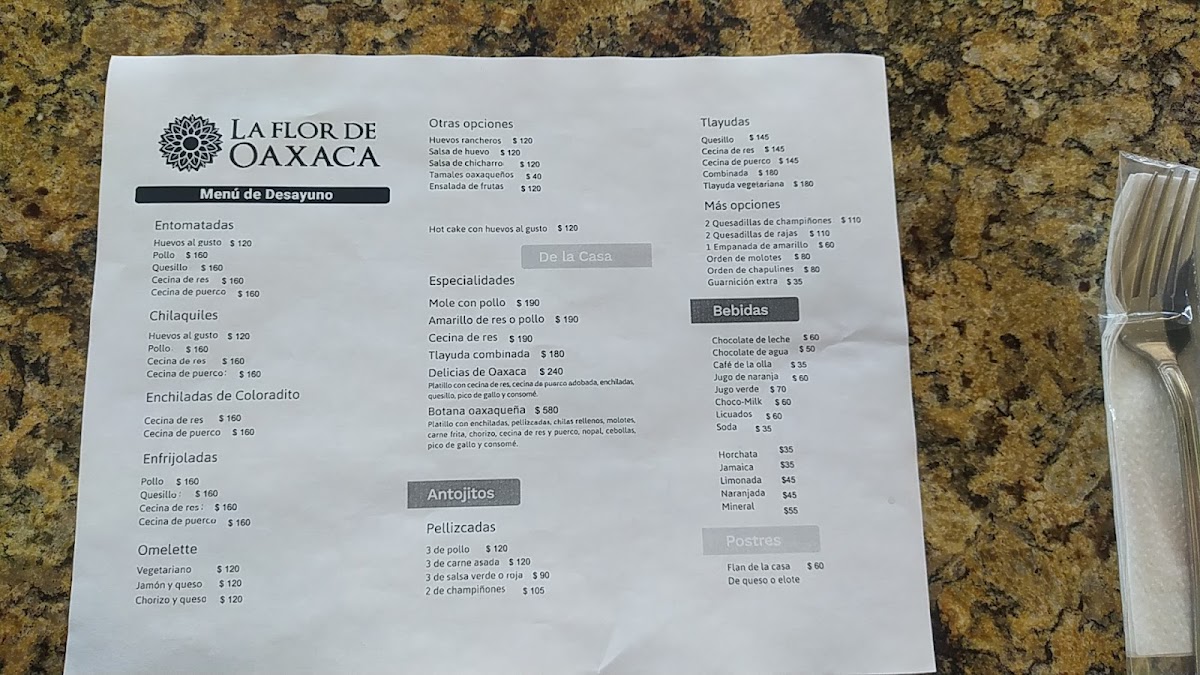 LA FLOR DE
OAXACA
Menú de Desayuno
Entomatadas
Huevos al gusto $ 120
Pollo $ 160
Quesillo $ 160
Cecina de res $ 160
Cecina de puerco $ 160
Chilaquiles
Huevos al gusto $ 120
Pollo $ 160
Cecina de res $ 160
Cecina de puerco: $ 160
Enchiladas de Coloradito
Cecina de res $ 160
Cecina de puerco $ 160
Enfrijoladas
Pollo $ 160
Quesillo: $ 160
Cecina de res: $ 160
Cecina de puerco $ 160
Omelette
Vegetariano $ 120
Jamón y queso $ 120
Chorizo y queso $ 120
Otras opciones
Huevos rancheros $ 120
Salsa de huevo $ 120
Salsa de chicharro $ 120
Tamales oaxaqueños $ 40
Ensalada de frutas $ 120
Hot cake con huevos al gusto $ 120
De la Casa
Especialidades
Mole con pollo $ 190
Amarillo de res o pollo $ 190
Cecina de res $ 190
Tlayuda combinada $ 180
Delicias de Oaxaca $ 240
Platillo con cecina de res, cecina de puerco adobada, enchiladas,
quesillo, pico de gallo y consomé.
Botana oaxaqueña $ 580
Platillo con enchiladas, pellizcadas, chilas rellenos, molotes,
carne frita, chorizo, cecina de res y puerco, nopal, cebollas,
pico de gallo y consomé.
Antojitos
Pellizcadas
3 de pollo $ 120
3 de carne asada $ 120
3 de salsa verde o roja $ 90
2 de champiñones $ 105
Tlayudas
Quesillo $ 145
Cecina de res $ 145
Cecina de puerco $ 145
Combinada $ 180
Tlayuda vegetariana $ 180
Más opciones
2 Quesadillas de champiñones $ 110
2 Quesadillas de rajas $ 110
1 Empanada de amarillo $ 60
Orden de molotes $ 80
Orden de chapulines $ 80
Guarnición extra $ 35
Bebidas
Chocolate de leche $ 60
Chocolate de agua $ 50
Café de la olla $ 35
Jugo de naranja $ 60
Jugo verde $ 70
Choco-Milk $ 60
Licuados $ 60
Soda $ 35
Horchata $35
Jamaica $35
Limonada $45
Naranjada $45
Mineral $55
Postres
Flan de la casa $ 60
De queso o elote